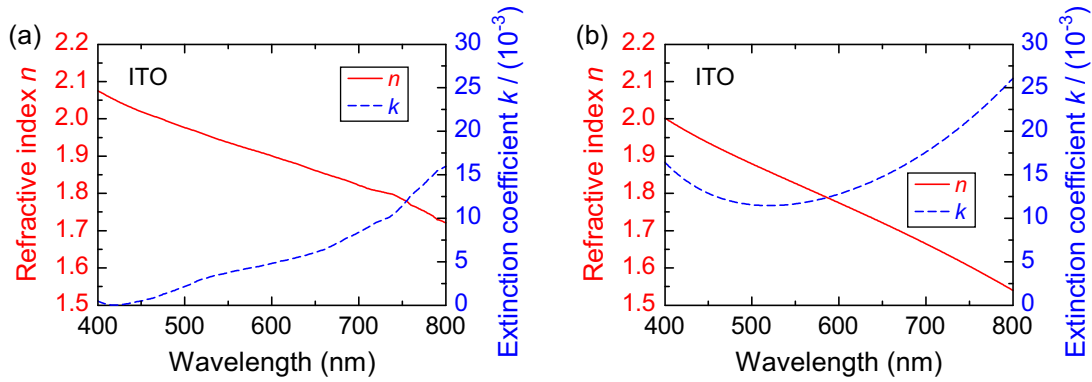 (a)
Refractive index n
2.2
2.1
2.0
1.9
1.8
1.7
1.6
1.5
ITO
n
k
30
25
20
15
10
5
0
Extinction coefficient k / (10⁻³)
400 500 600 700 800
Wavelength (nm)
(b)
Refractive index n
2.2
2.1
2.0
1.9
1.8
1.7
1.6
1.5
ITO
n
k
30
25
20
15
10
5
0
Extinction coefficient k / (10⁻³)
400 500 600 700 800
Wavelength (nm)